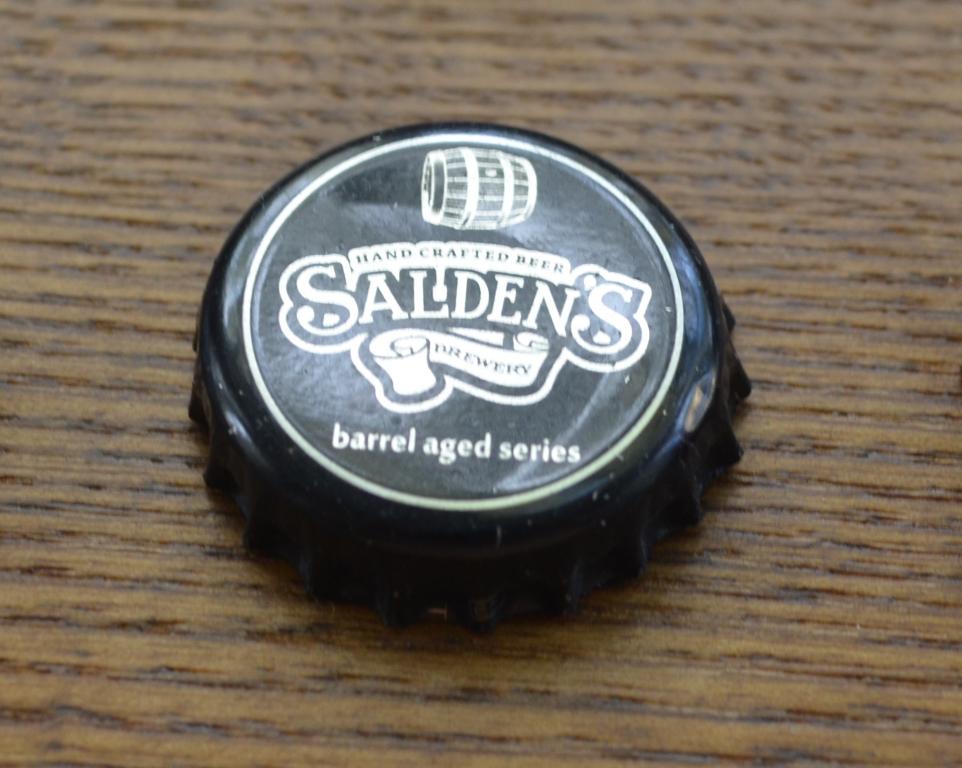 HAND CRAFTED BEER
SALDEN'S
BREWERY
barrel aged series